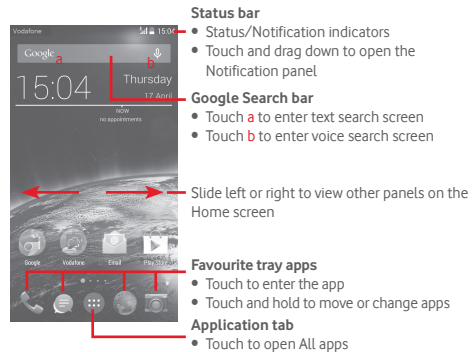 Vodafone 15:04
Google a b
15:04 Thursday
17 April
NOW
no appointments
Google Vodafone Email Play Store
Status bar
• Status/Notification indicators
• Touch and drag down to open the
Notification panel
Google Search bar
• Touch a to enter text search screen
• Touch b to enter voice search screen
Slide left or right to view other panels on the
Home screen
Favourite tray apps
• Touch to enter the app
• Touch and hold to move or change apps
Application tab
• Touch to open All apps